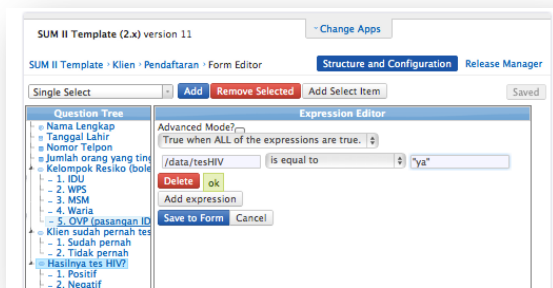 SUM II Template (2.x) version 11
Change Apps
SUM II Template › Klien › Pendaftaran › Form Editor
Structure and Configuration
Release Manager
Single Select
Add
Remove Selected
Add Select Item
Saved
Question Tree
Nama Lengkap
Tanggal Lahir
Nomor Telpon
Jumlah orang yang ting
Kelompok Resiko (bole
1. IDU
2. WPS
3. MSM
4. Waria
5. OVP (pasangan ID
Klien sudah pernah tes
1. Sudah pernah
2. Tidak pernah
Hasilnya tes HIV?
1. Positif
2. Negatif
Expression Editor
Advanced Mode?
True when ALL of the expressions are true.
/data/tesHIV
is equal to
"ya"
Delete
ok
Add expression
Save to Form
Cancel